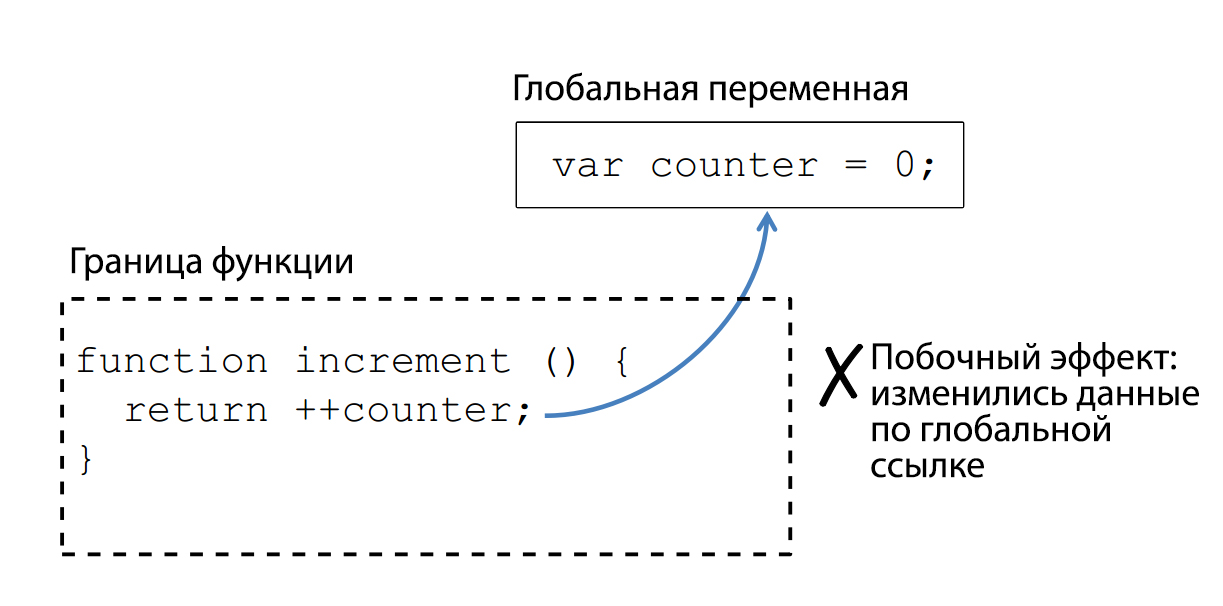 Глобальная переменная
var counter = 0;
Граница функции
function increment () {
return ++counter;
}
Побочный эффект:
изменились данные
по глобальной
ссылке